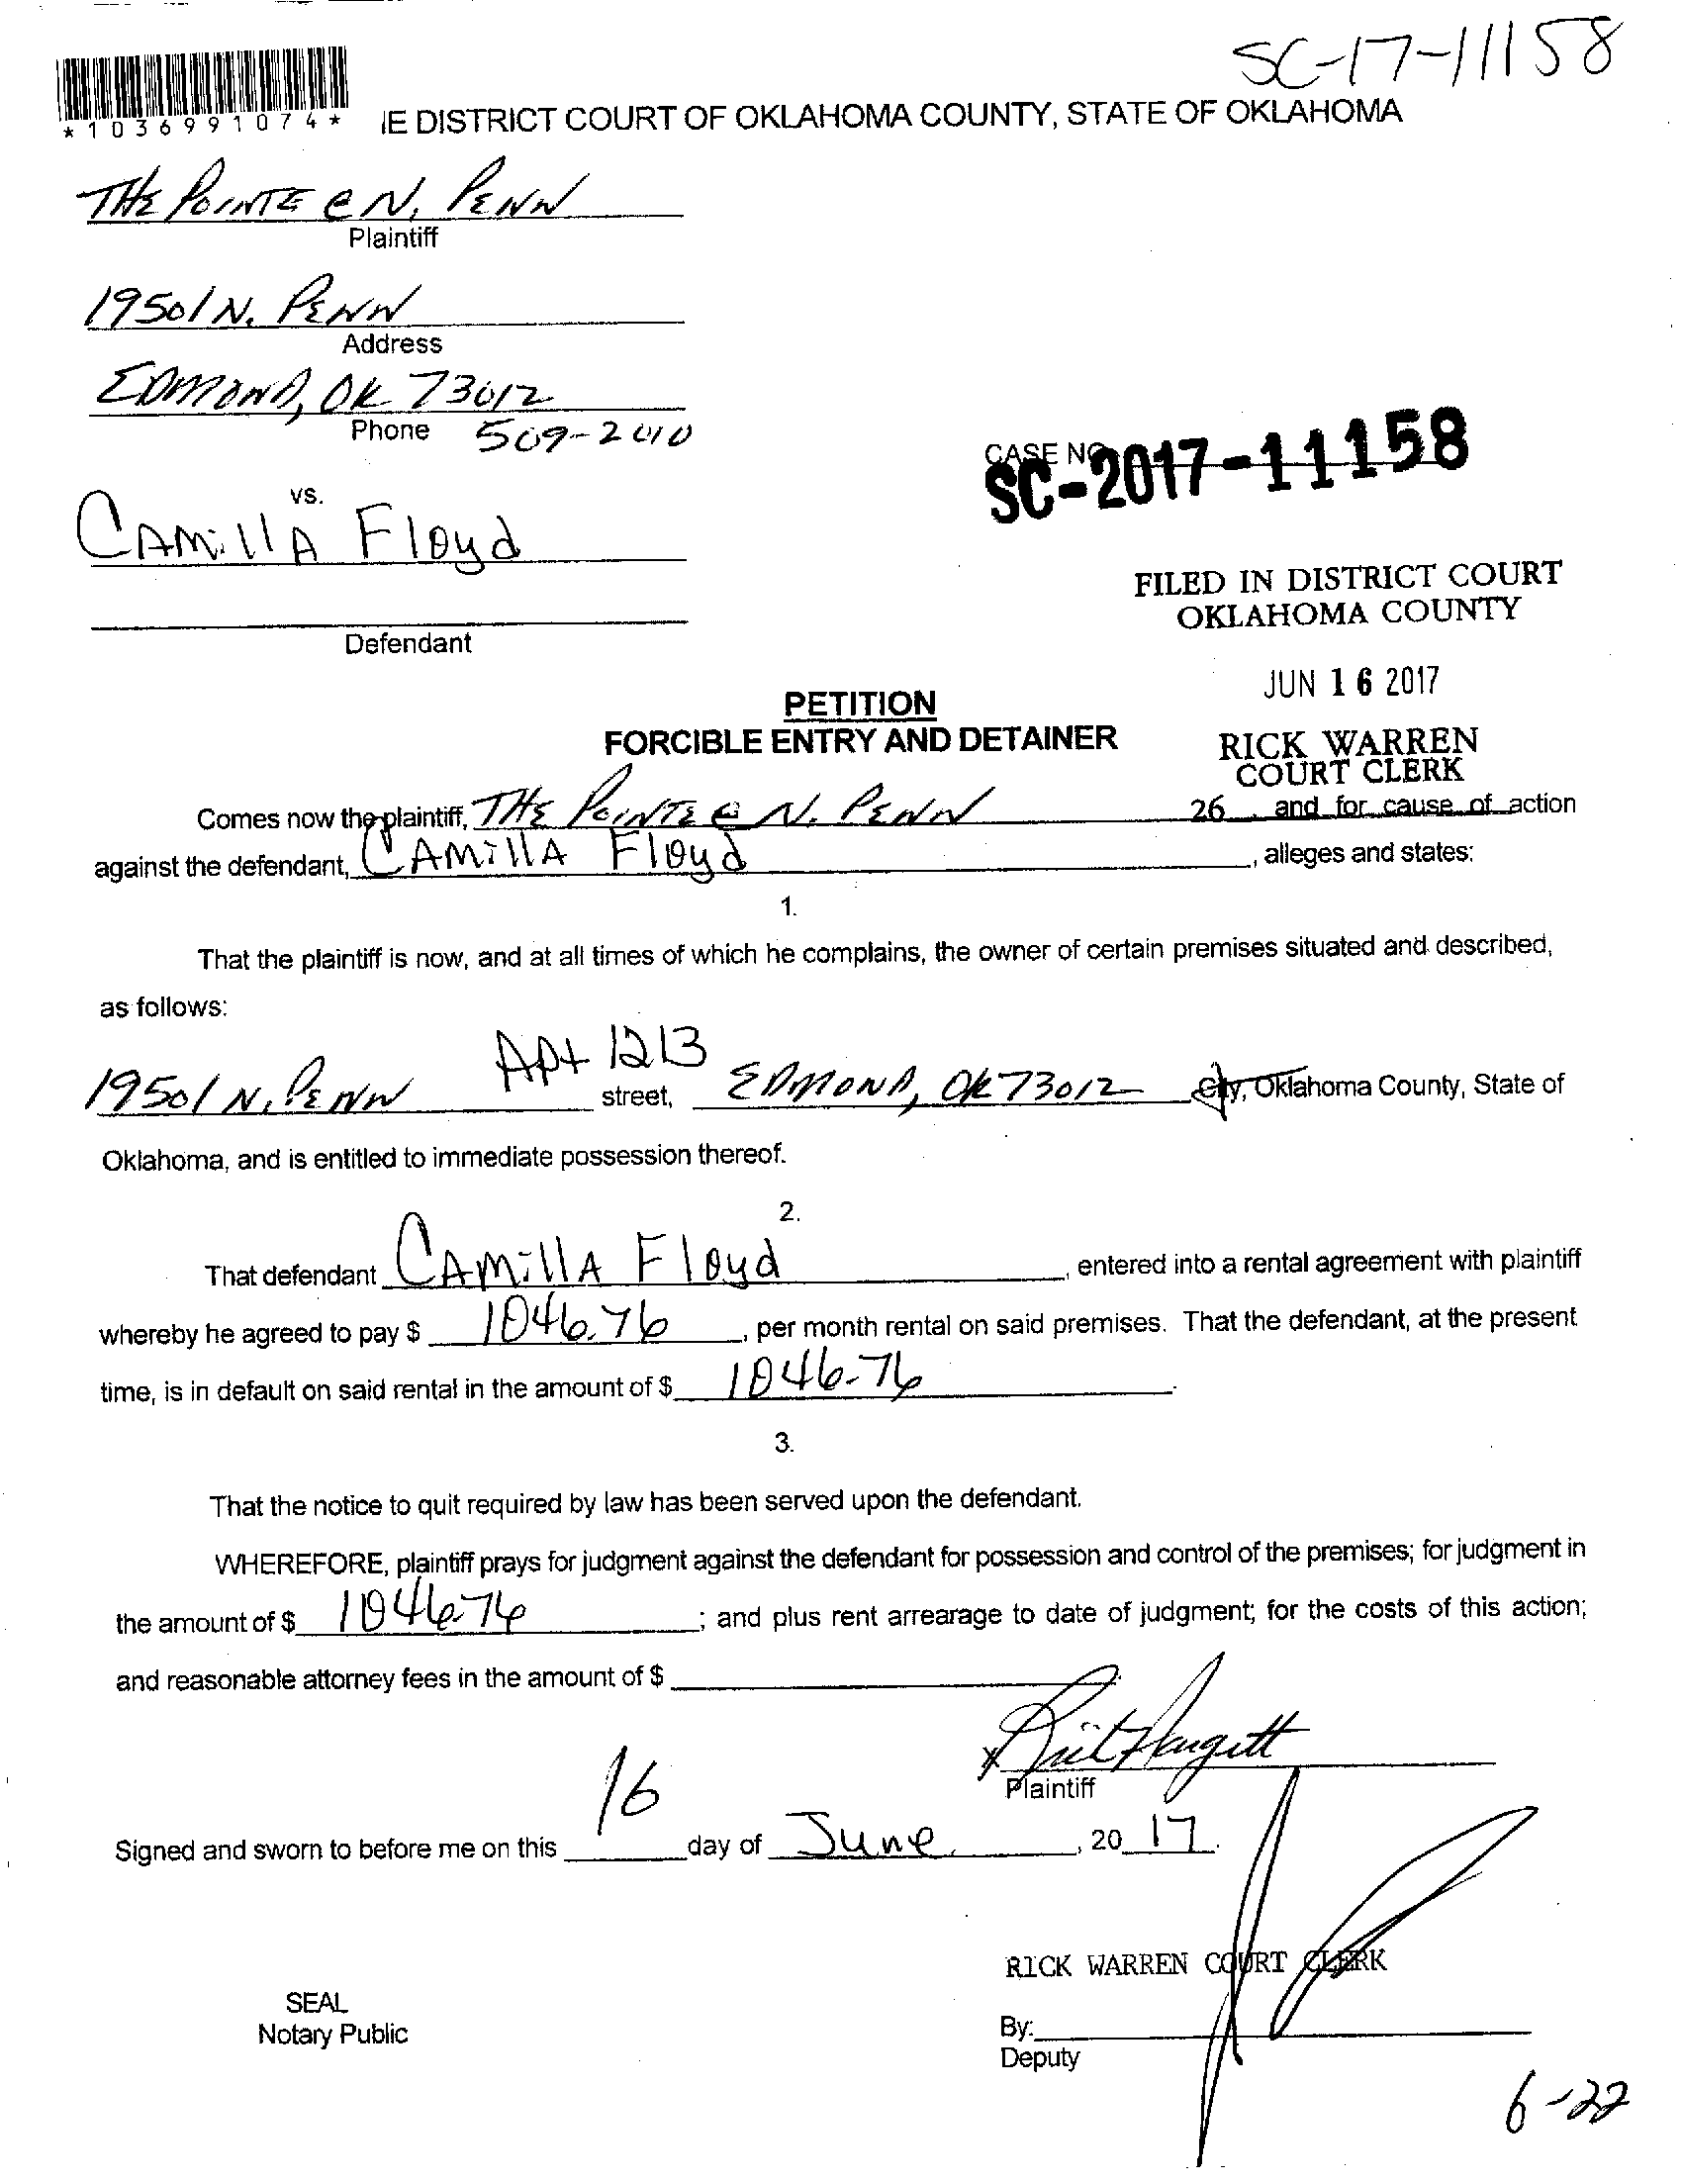 SC-17-11158
*1036991074*
IE DISTRICT COURT OF OKLAHOMA COUNTY, STATE OF OKLAHOMA
THE POINTE @ N. PENN
Plaintiff
19501 N. PENN
Address
EDMOND, OK 73012
Phone 509-2010
vs.
CAMillA Floyd
Defendant
CASE NO
SC-2017-11158
FILED IN DISTRICT COURT
OKLAHOMA COUNTY
JUN 16 2017
RICK WARREN
COURT CLERK
26
PETITION
FORCIBLE ENTRY AND DETAINER
Comes now the plaintiff, THE POINTE @ N. PENN and for cause of action
against the defendant, CAMillA Floyd, alleges and states:
1.
That the plaintiff is now, and at all times of which he complains, the owner of certain premises situated and described,
as follows:
19501 N. PENN Apt 1213 street, EDMOND, OK 73012 City, Oklahoma County, State of
Oklahoma, and is entitled to immediate possession thereof.
2.
That defendant CAMillA Floyd, entered into a rental agreement with plaintiff
whereby he agreed to pay $ 1046.76, per month rental on said premises. That the defendant, at the present
time, is in default on said rental in the amount of $ 1046.76.
3.
That the notice to quit required by law has been served upon the defendant.
WHEREFORE, plaintiff prays for judgment against the defendant for possession and control of the premises; for judgment in
the amount of $ 1046.76; and plus rent arrearage to date of judgment; for the costs of this action;
and reasonable attorney fees in the amount of $
x
Plaintiff
Signed and sworn to before me on this 16 day of June, 2017.
RICK WARREN COURT CLERK
SEAL
Notary Public
By:
Deputy
6-22